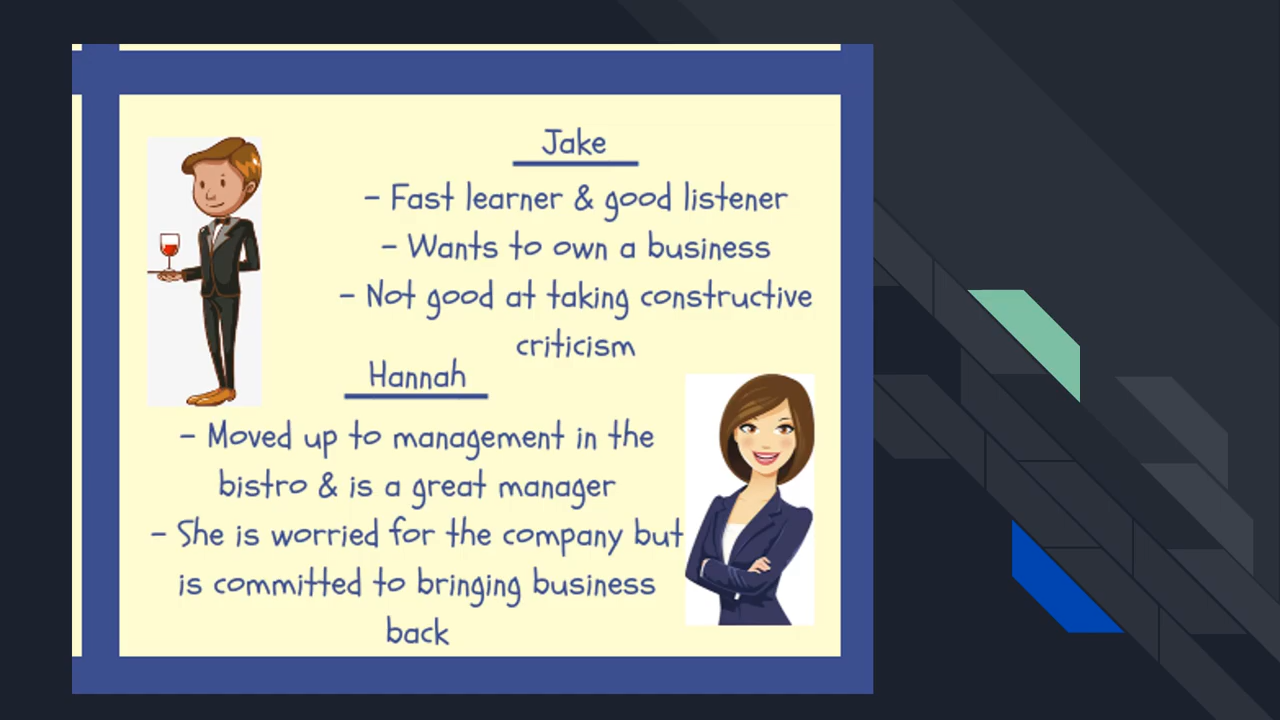 Jake
- Fast learner & good listener
- Wants to own a business
- Not good at taking constructive
criticism
Hannah
- Moved up to management in the
bistro & is a great manager
- She is worried for the company but
is committed to bringing business
back